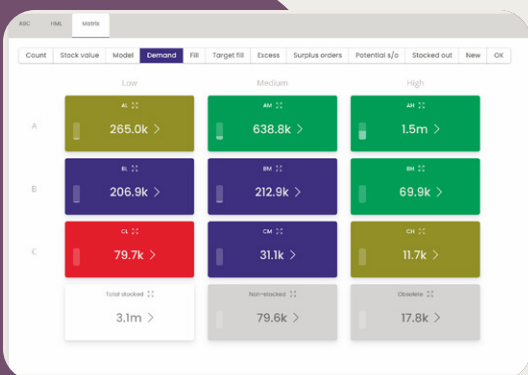 ABC HML Matrix
Count Stock value Model Demand Fill Target fill Excess Surplus orders Potential s/o Stocked out New OK
Low Medium High
A
AL AM AH
265.0k > 638.8k > 1.5m >
B
BL BM BH
206.9k > 212.9k > 69.9k >
C
CL CM CH
79.7k > 31.1k > 11.7k >
Total stocked Non-stocked Obsolete
3.1m > 79.6k > 17.8k >